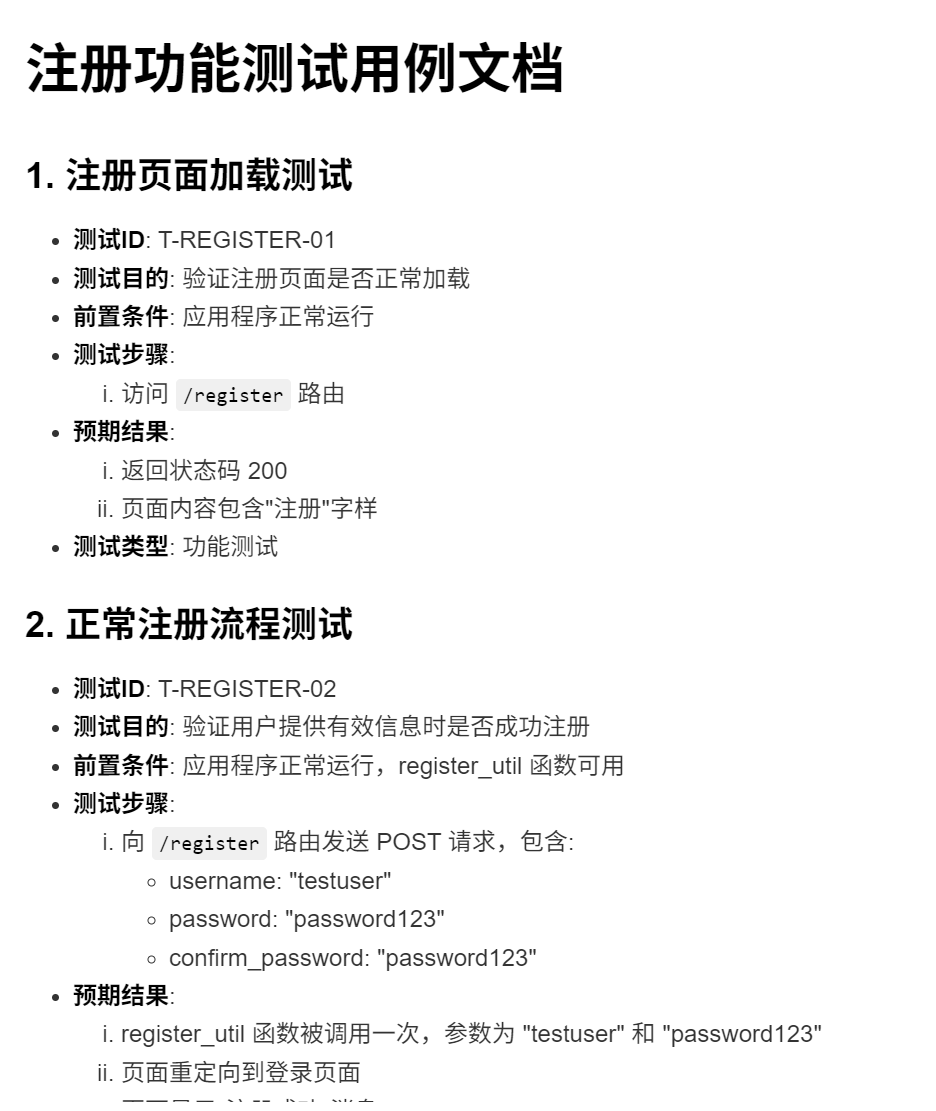 注册功能测试用例文档
1. 注册页面加载测试
• 测试ID: T-REGISTER-01
• 测试目的: 验证注册页面是否正常加载
• 前置条件: 应用程序正常运行
• 测试步骤:
i. 访问 /register 路由
• 预期结果:
i. 返回状态码 200
ii. 页面内容包含"注册"字样
• 测试类型: 功能测试
2. 正常注册流程测试
• 测试ID: T-REGISTER-02
• 测试目的: 验证用户提供有效信息时是否成功注册
• 前置条件: 应用程序正常运行，register_util 函数可用
• 测试步骤:
i. 向 /register 路由发送 POST 请求，包含:
◦ username: "testuser"
◦ password: "password123"
◦ confirm_password: "password123"
• 预期结果:
i. register_util 函数被调用一次，参数为 "testuser" 和 "password123"
ii. 页面重定向到登录页面